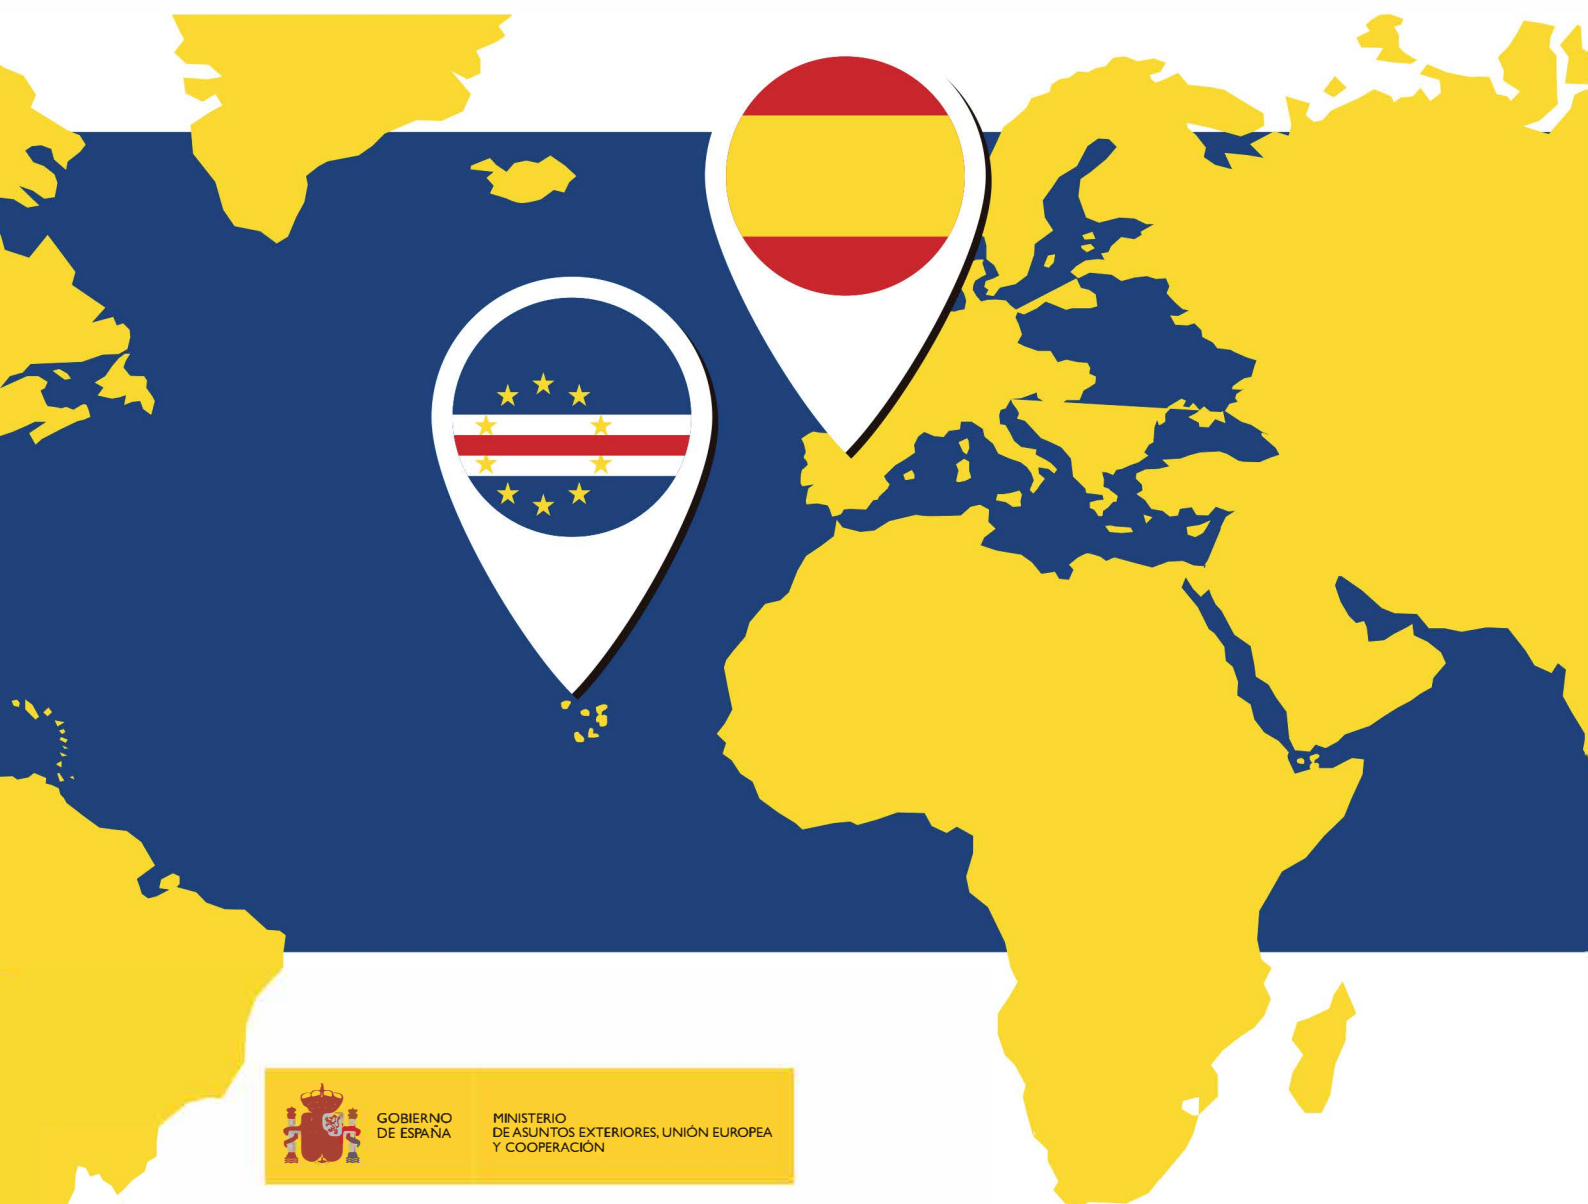 GOBIERNO
DE ESPAÑA
MINISTERIO
DE ASUNTOS EXTERIORES, UNIÓN EUROPEA
Y COOPERACIÓN